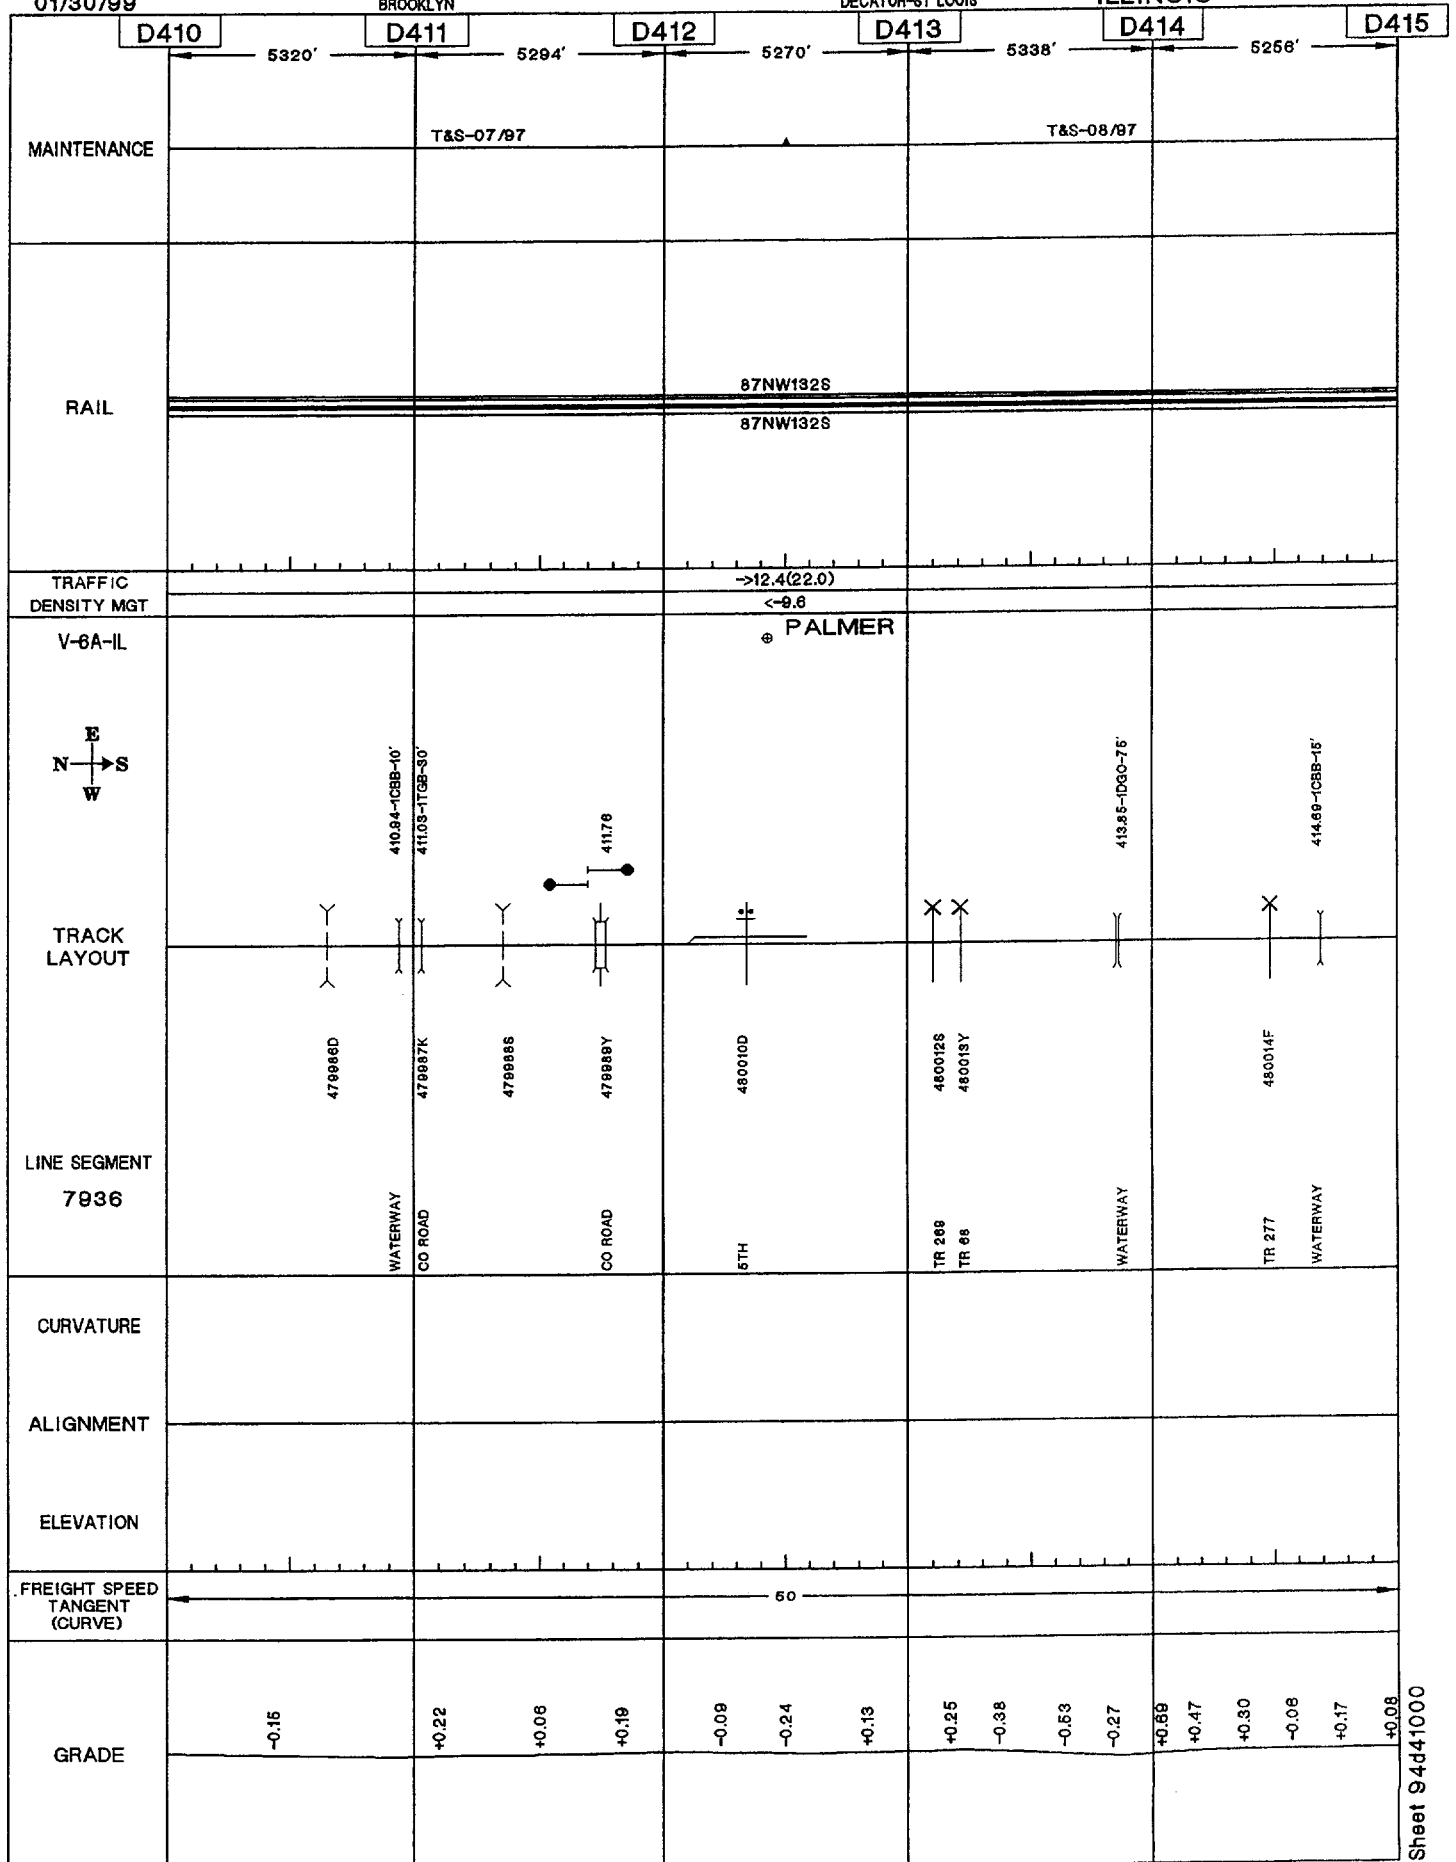 01/30/99 BROOKLYN DECATUR-ST LOUIS ILLINOIS
D410 D411 D412 D413 D414 D415
5320' 5294' 5270' 5338' 5256'
MAINTENANCE
T&S-07/97 T&S-08/97
RAIL
87NW132S
87NW132S
TRAFFIC
DENSITY MGT
->12.4(22.0)
<-9.6
V-6A-IL
PALMER
E
N S
W
410.94-1CBB-10'
411.03-1TGB-30'
411.76
413.85-1DGO-75'
414.69-1CBB-15'
TRACK
LAYOUT
479986D
479987K
479988S
479989Y
480010D
480012S
480013Y
480014F
LINE SEGMENT
7936
WATERWAY
CO ROAD
CO ROAD
5TH
TR 269
TR 68
WATERWAY
TR 277
WATERWAY
CURVATURE
ALIGNMENT
ELEVATION
FREIGHT SPEED
TANGENT
(CURVE)
50
GRADE
-0.15
+0.22
+0.06
+0.19
-0.09
-0.24
+0.13
+0.25
-0.38
-0.53
-0.27
+0.69
+0.47
+0.30
-0.06
+0.17
+0.08
Sheet 94d41000